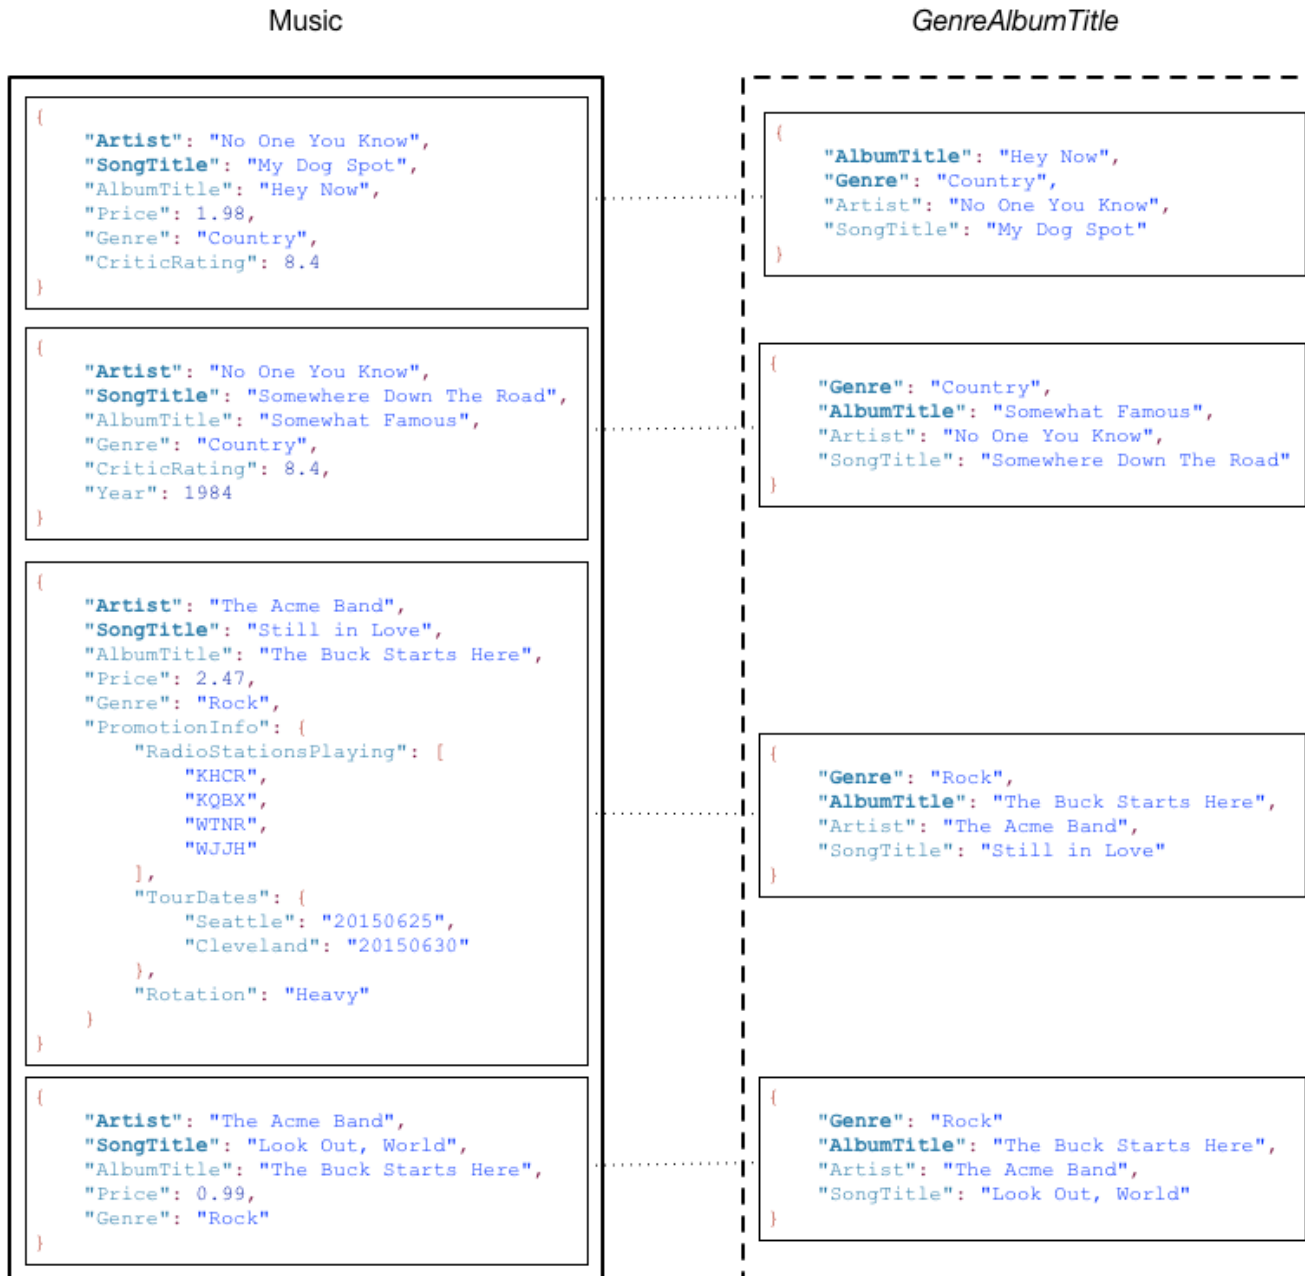 Music
{
    "Artist": "No One You Know",
    "SongTitle": "My Dog Spot",
    "AlbumTitle": "Hey Now",
    "Price": 1.98,
    "Genre": "Country",
    "CriticRating": 8.4
}
{
    "Artist": "No One You Know",
    "SongTitle": "Somewhere Down The Road",
    "AlbumTitle": "Somewhat Famous",
    "Genre": "Country",
    "CriticRating": 8.4,
    "Year": 1984
}
{
    "Artist": "The Acme Band",
    "SongTitle": "Still in Love",
    "AlbumTitle": "The Buck Starts Here",
    "Price": 2.47,
    "Genre": "Rock",
    "PromotionInfo": {
        "RadioStationsPlaying": [
            "KHCR",
            "KQBX",
            "WTNR",
            "WJJH"
        ],
        "TourDates": {
            "Seattle": "20150625",
            "Cleveland": "20150630"
        },
        "Rotation": "Heavy"
    }
}
{
    "Artist": "The Acme Band",
    "SongTitle": "Look Out, World",
    "AlbumTitle": "The Buck Starts Here",
    "Price": 0.99,
    "Genre": "Rock"
}
GenreAlbumTitle
{
    "AlbumTitle": "Hey Now",
    "Genre": "Country",
    "Artist": "No One You Know",
    "SongTitle": "My Dog Spot"
}
{
    "Genre": "Country",
    "AlbumTitle": "Somewhat Famous",
    "Artist": "No One You Know",
    "SongTitle": "Somewhere Down The Road"
}
{
    "Genre": "Rock",
    "AlbumTitle": "The Buck Starts Here",
    "Artist": "The Acme Band",
    "SongTitle": "Still in Love"
}
{
    "Genre": "Rock"
    "AlbumTitle": "The Buck Starts Here",
    "Artist": "The Acme Band",
    "SongTitle": "Look Out, World"
}